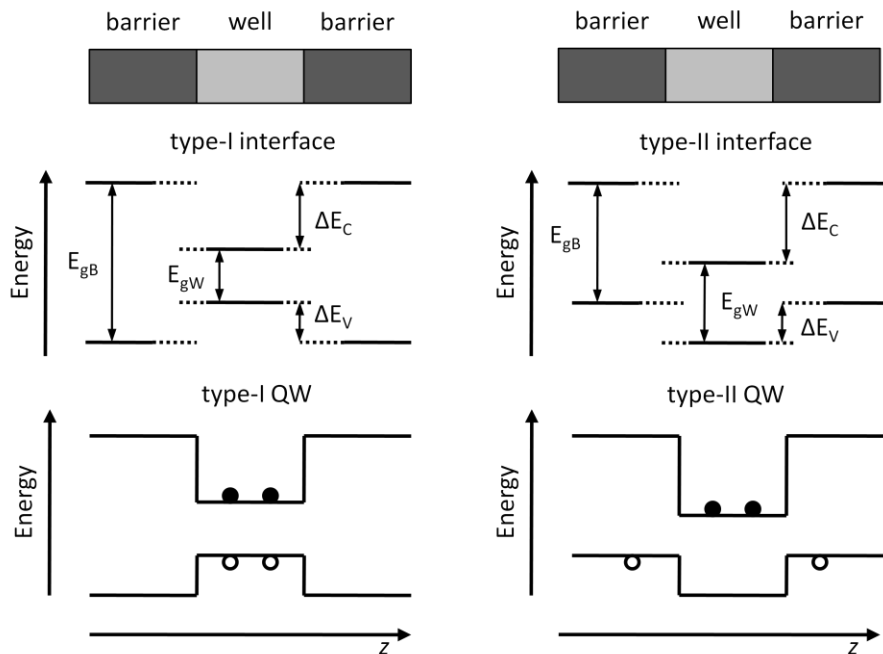 barrier well barrier
barrier well barrier
type-I interface
type-II interface
Energy
E_gB
E_gW
ΔE_C
ΔE_V
Energy
E_gB
E_gW
ΔE_C
ΔE_V
type-I QW
type-II QW
Energy
z
Energy
z